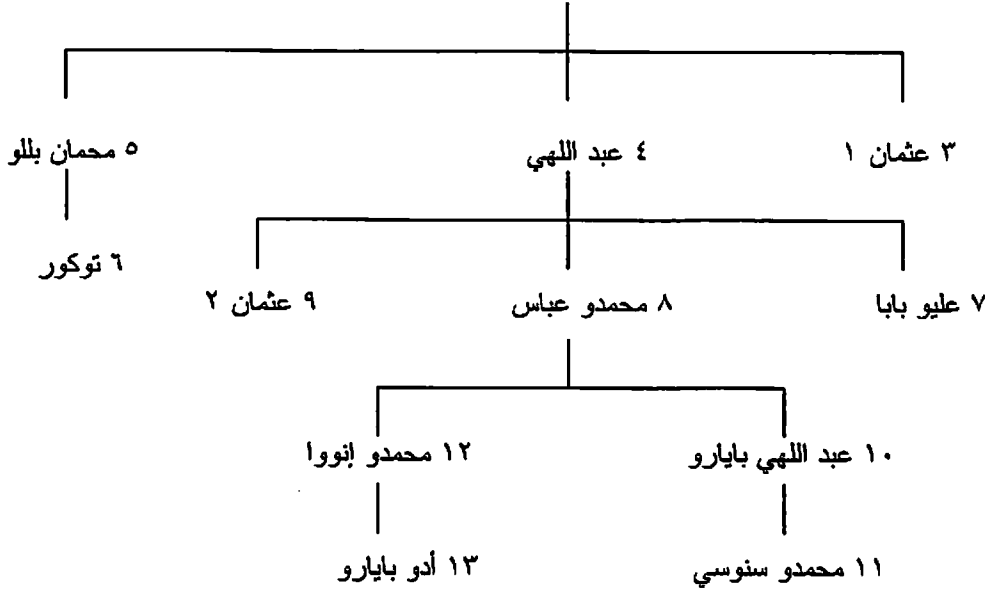 ٣ عثمان ١
٤ عبد اللهي
٥ محمان بللو
٦ توكور
٧ عليو بابا
٨ محمدو عباس
٩ عثمان ٢
١٠ عبد اللهي بايارو
١٢ محمدو إنووا
١١ محمدو سنوسي
١٣ أدو بايارو